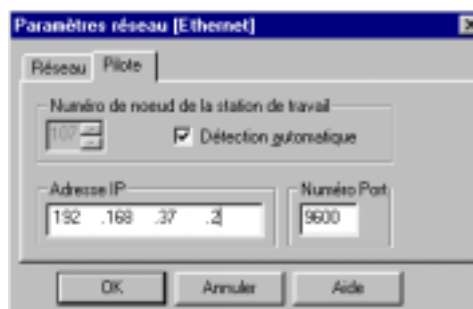 Paramètres réseau [Ethernet]
Réseau Pilote
Numéro de noeud de la station de travail
107 Détection automatique
Adresse IP Numéro Port
192 .168 .37 .2 9600
OK Annuler Aide